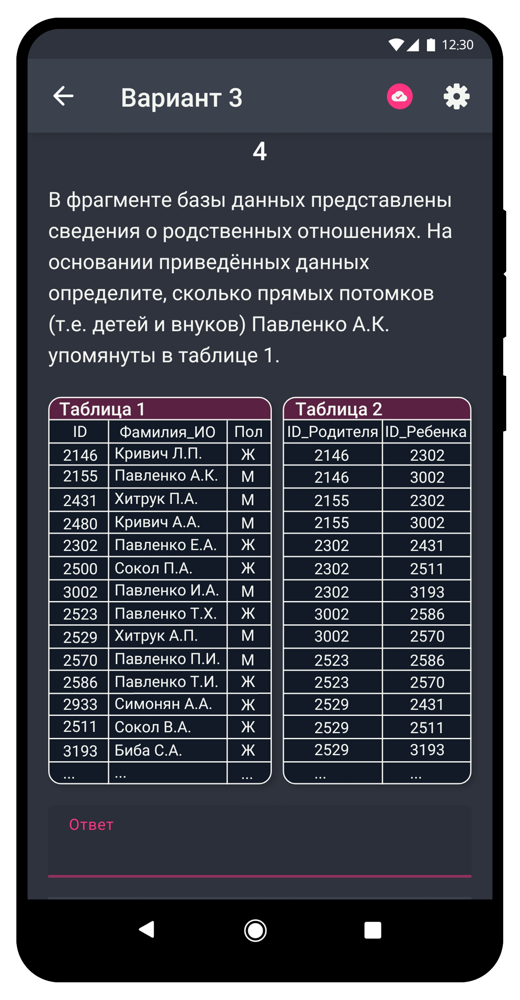 12:30
Вариант 3
4
В фрагменте базы данных представлены
сведения о родственных отношениях. На
основании приведённых данных
определите, сколько прямых потомков
(т.е. детей и внуков) Павленко А.К.
упомянуты в таблице 1.
Таблица 1
ID Фамилия_ИО Пол
2146 Кривич Л.П. Ж
2155 Павленко А.К. М
2431 Хитрук П.А. М
2480 Кривич А.А. М
2302 Павленко Е.А. Ж
2500 Сокол П.А. Ж
3002 Павленко И.А. М
2523 Павленко Т.Х. Ж
2529 Хитрук А.П. М
2570 Павленко П.И. М
2586 Павленко Т.И. Ж
2933 Симонян А.А. Ж
2511 Сокол В.А. Ж
3193 Биба С.А. Ж
... ... ...
Таблица 2
ID_Родителя ID_Ребенка
2146 2302
2146 3002
2155 2302
2155 3002
2302 2431
2302 2511
2302 3193
3002 2586
3002 2570
2523 2586
2523 2570
2529 2431
2529 2511
2529 3193
... ...
Ответ